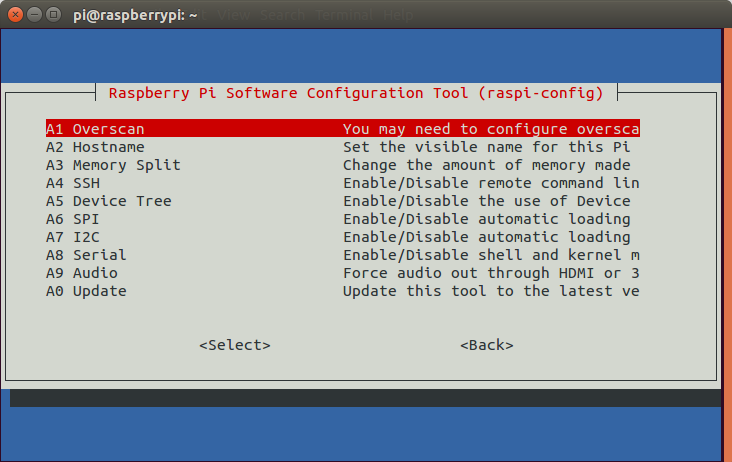 pi@raspberrypi: ~ View Search Terminal Help
Raspberry Pi Software Configuration Tool (raspi-config)
A1 Overscan You may need to configure oversca
A2 Hostname Set the visible name for this Pi
A3 Memory Split Change the amount of memory made
A4 SSH Enable/Disable remote command lin
A5 Device Tree Enable/Disable the use of Device
A6 SPI Enable/Disable automatic loading
A7 I2C Enable/Disable automatic loading
A8 Serial Enable/Disable shell and kernel m
A9 Audio Force audio out through HDMI or 3
A0 Update Update this tool to the latest ve
<Select> <Back>